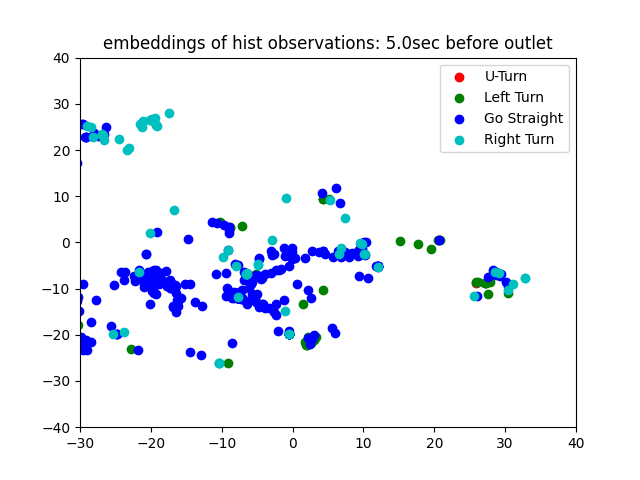 embeddings of hist observations: 5.0sec before outlet
U-Turn
Left Turn
Go Straight
Right Turn
40
30
20
10
0
−10
−20
−30
−40
−30 −20 −10 0 10 20 30 40